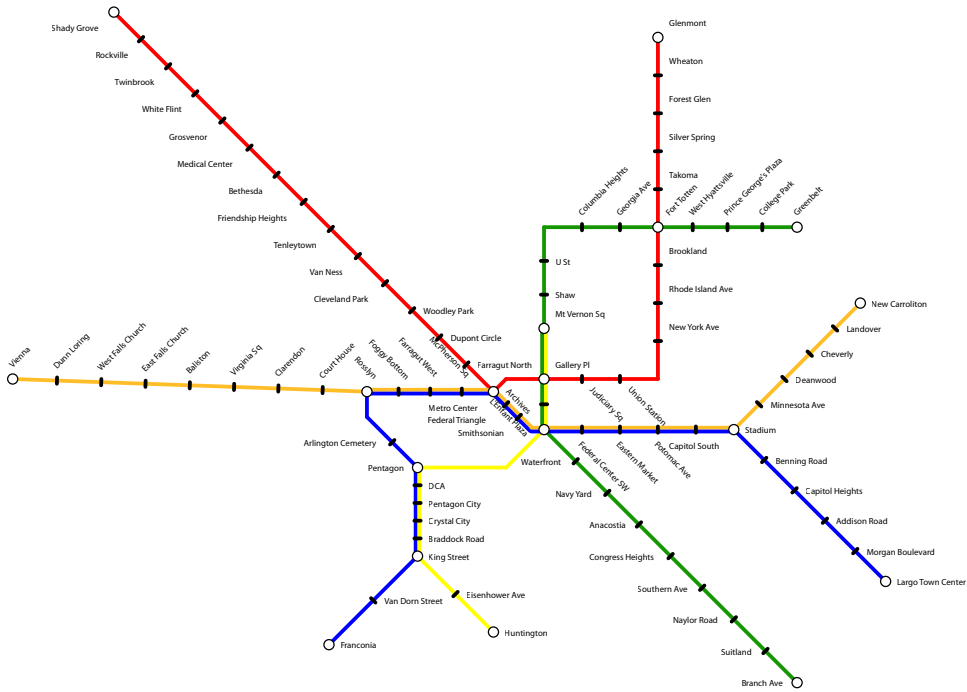 Shady Grove
Glenmont
Rockville
Wheaton
Twinbrook
Forest Glen
White Flint
Grosvenor
Silver Spring
Medical Center
Takoma
Bethesda
Columbia Heights
Georgia Ave
Fort Totten
West Hyattsville
Prince George's Plaza
College Park
Greenbelt
Friendship Heights
Tenleytown
Brookland
U St
Van Ness
Rhode Island Ave
Cleveland Park
Shaw
New Carroliton
Woodley Park
Mt Vernon Sq
New York Ave
Landover
Dupont Circle
Cheverly
Vienna
Dunn Loring
West Falls Church
East Falls Church
Ballston
Virginia Sq
Clarendon
Court House
Rosslyn
Foggy Bottom
Farragut West
McPherson Sq
Farragut North
Gallery Pl
Deanwood
Judiciary Sq
Union Station
Minnesota Ave
Archives
L'Enfant Plaza
Metro Center
Federal Triangle
Smithsonian
Stadium
Arlington Cemetery
Capitol South
Waterfront
Federal Center SW
Eastern Market
Potomac Ave
Benning Road
Pentagon
DCA
Navy Yard
Capitol Heights
Pentagon City
Crystal City
Anacostia
Addison Road
Braddock Road
King Street
Congress Heights
Morgan Boulevard
Largo Town Center
Southern Ave
Van Dorn Street
Eisenhower Ave
Naylor Road
Huntington
Franconia
Suitland
Branch Ave